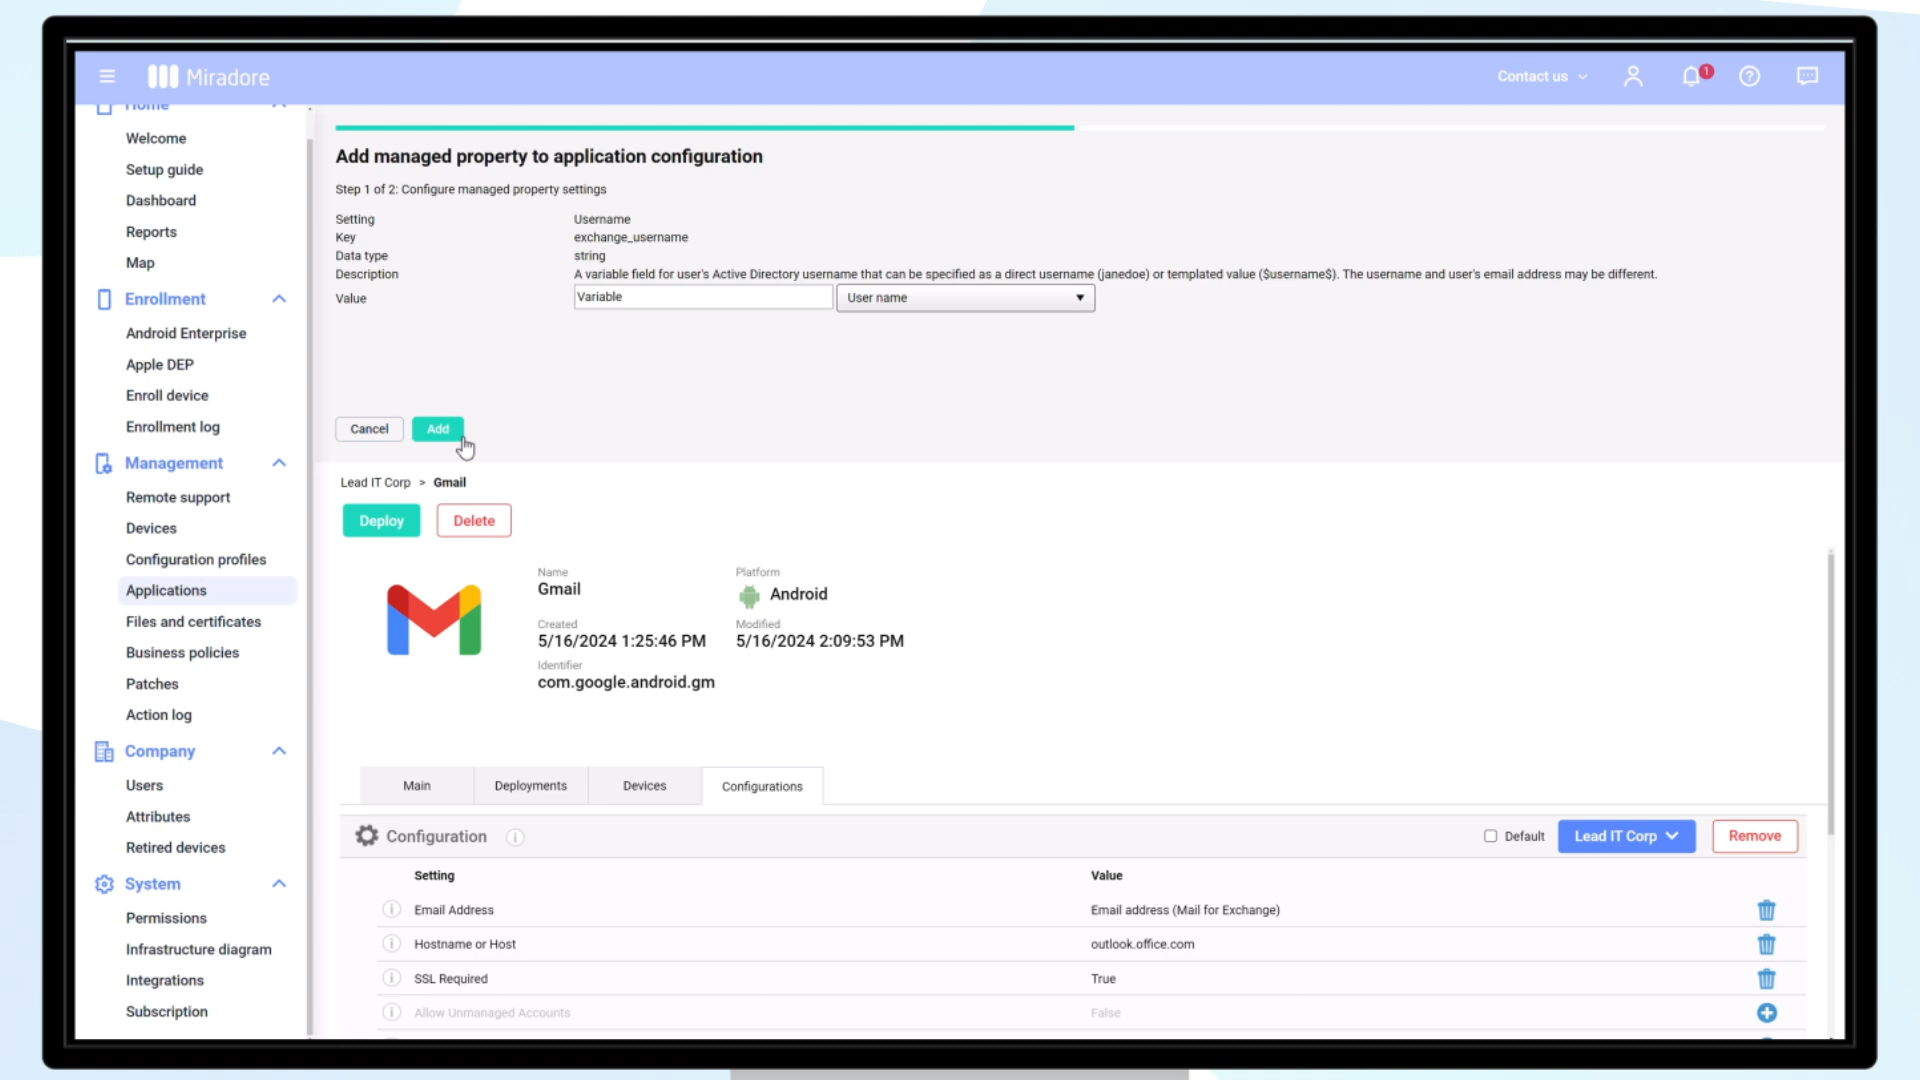 Miradore
Contact us
1
Home
Welcome
Setup guide
Dashboard
Reports
Map
Enrollment
Android Enterprise
Apple DEP
Enroll device
Enrollment log
Management
Remote support
Devices
Configuration profiles
Applications
Files and certificates
Business policies
Patches
Action log
Company
Users
Attributes
Retired devices
System
Permissions
Infrastructure diagram
Integrations
Subscription
Add managed property to application configuration
Step 1 of 2: Configure managed property settings
Setting Username
Key exchange_username
Data type string
Description A variable field for user's Active Directory username that can be specified as a direct username (janedoe) or templated value ($username$). The username and user's email address may be different.
Value Variable User name
Cancel Add
Lead IT Corp > Gmail
Deploy Delete
Name Platform
Gmail Android
Created Modified
5/16/2024 1:25:46 PM 5/16/2024 2:09:53 PM
Identifier
com.google.android.gm
Main Deployments Devices Configurations
Configuration Default Lead IT Corp Remove
Setting Value
Email Address Email address (Mail for Exchange)
Hostname or Host outlook.office.com
SSL Required True
Allow Unmanaged Accounts False